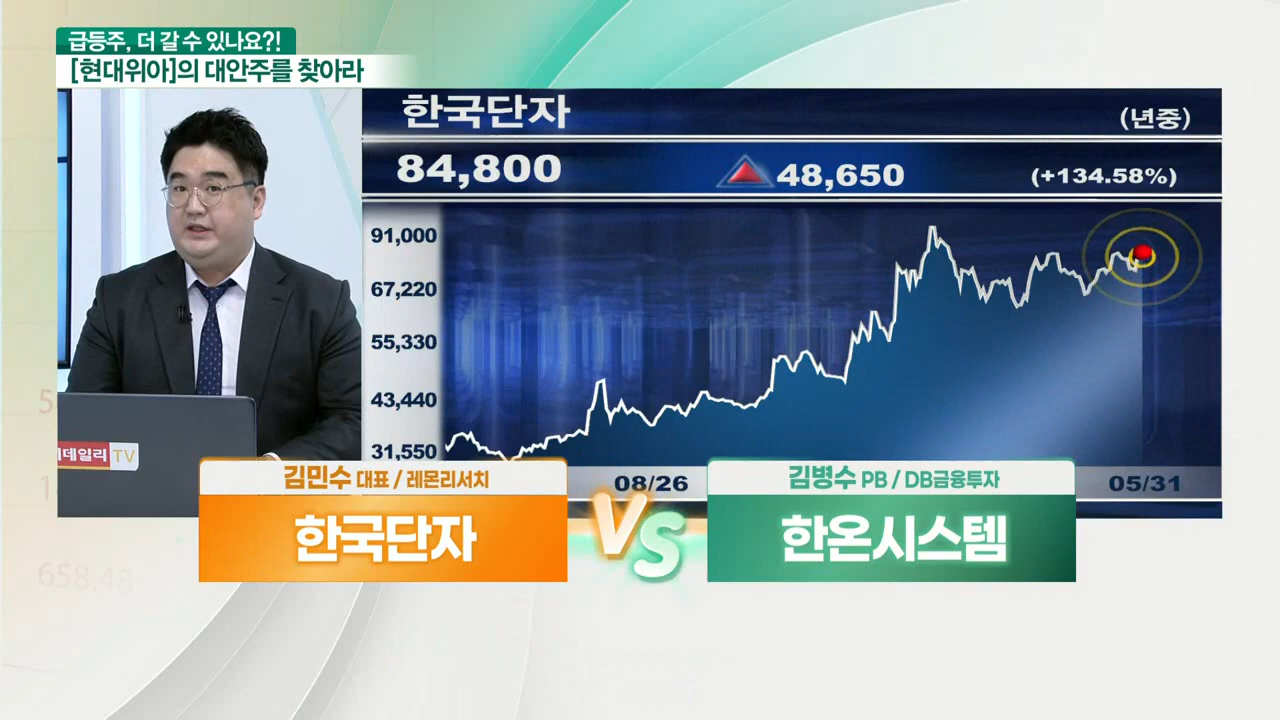 급등주, 더 갈 수 있나요?!
[현대위아]의 대안주를 찾아라
한국단자
(년중)
84,800
48,650
(+134.58%)
91,000
67,220
55,330
43,440
31,550
08/26
05/31
데일리 TV
김민수 대표 / 레몬리서치
한국단자
VS
김병수 PB / DB금융투자
한온시스템
658.48